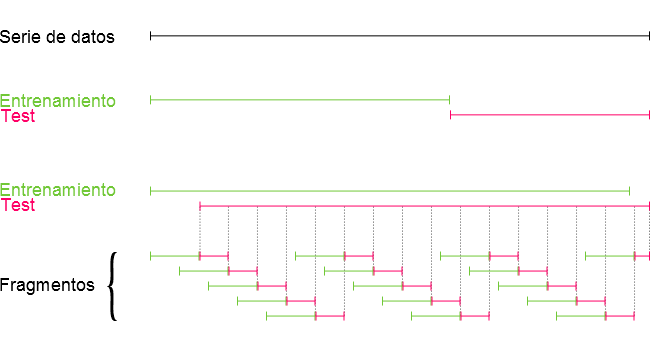 Serie de datos
Entrenamiento
Test
Entrenamiento
Test
Fragmentos